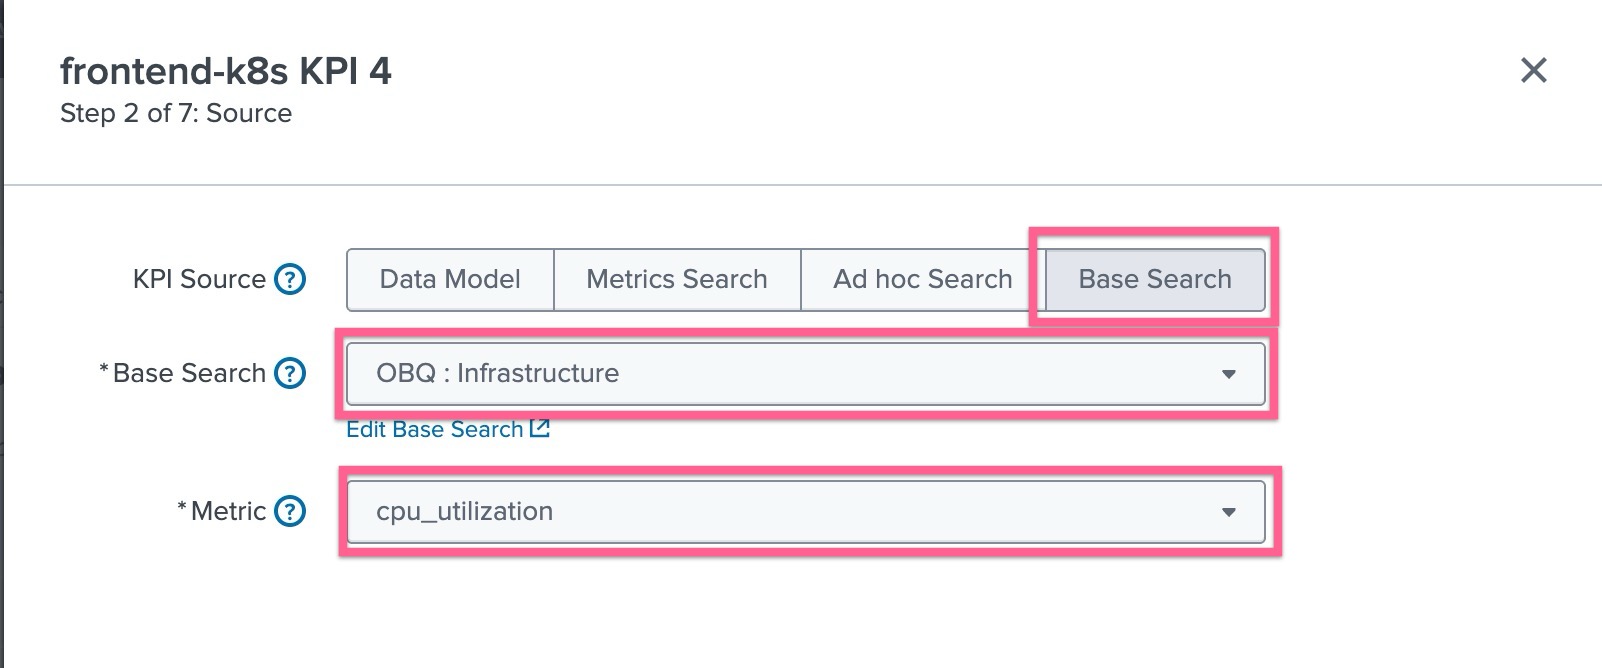 frontend-k8s KPI 4
Step 2 of 7: Source
KPI Source ? Data Model Metrics Search Ad hoc Search Base Search
*Base Search ? OBQ : Infrastructure
Edit Base Search
*Metric ? cpu_utilization